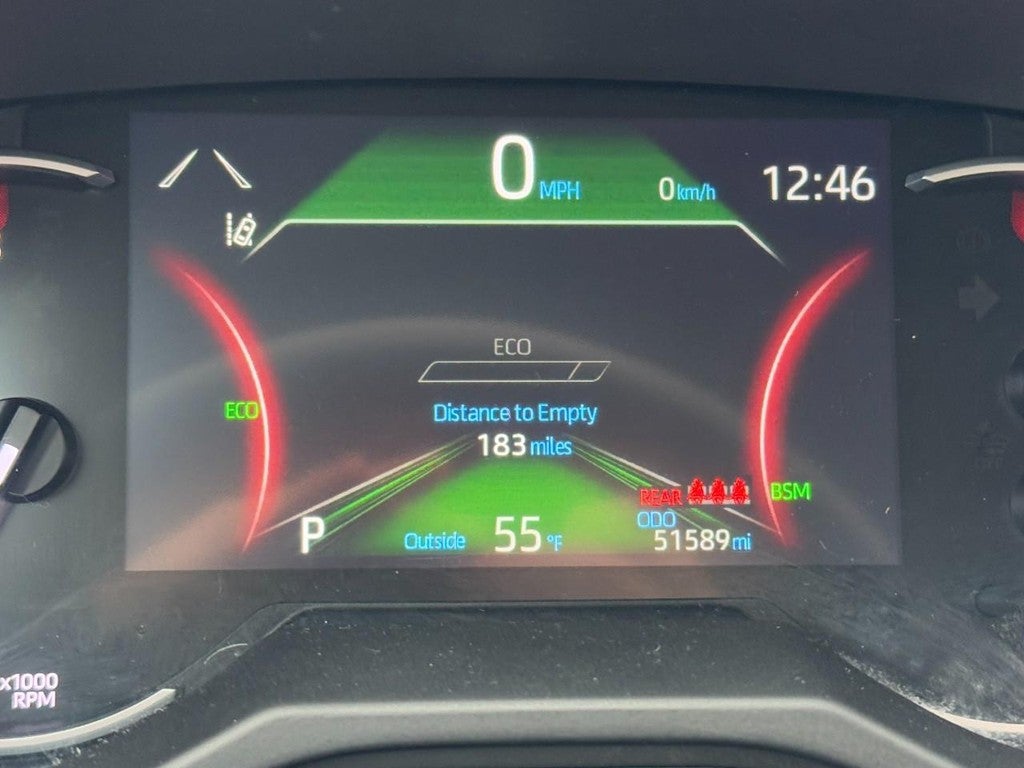 0 MPH 0 km/h 12:46
ECO
ECO
Distance to Empty
183 miles
REAR BSM
P Outside 55 °F ODO
51589 mi
x1000
RPM